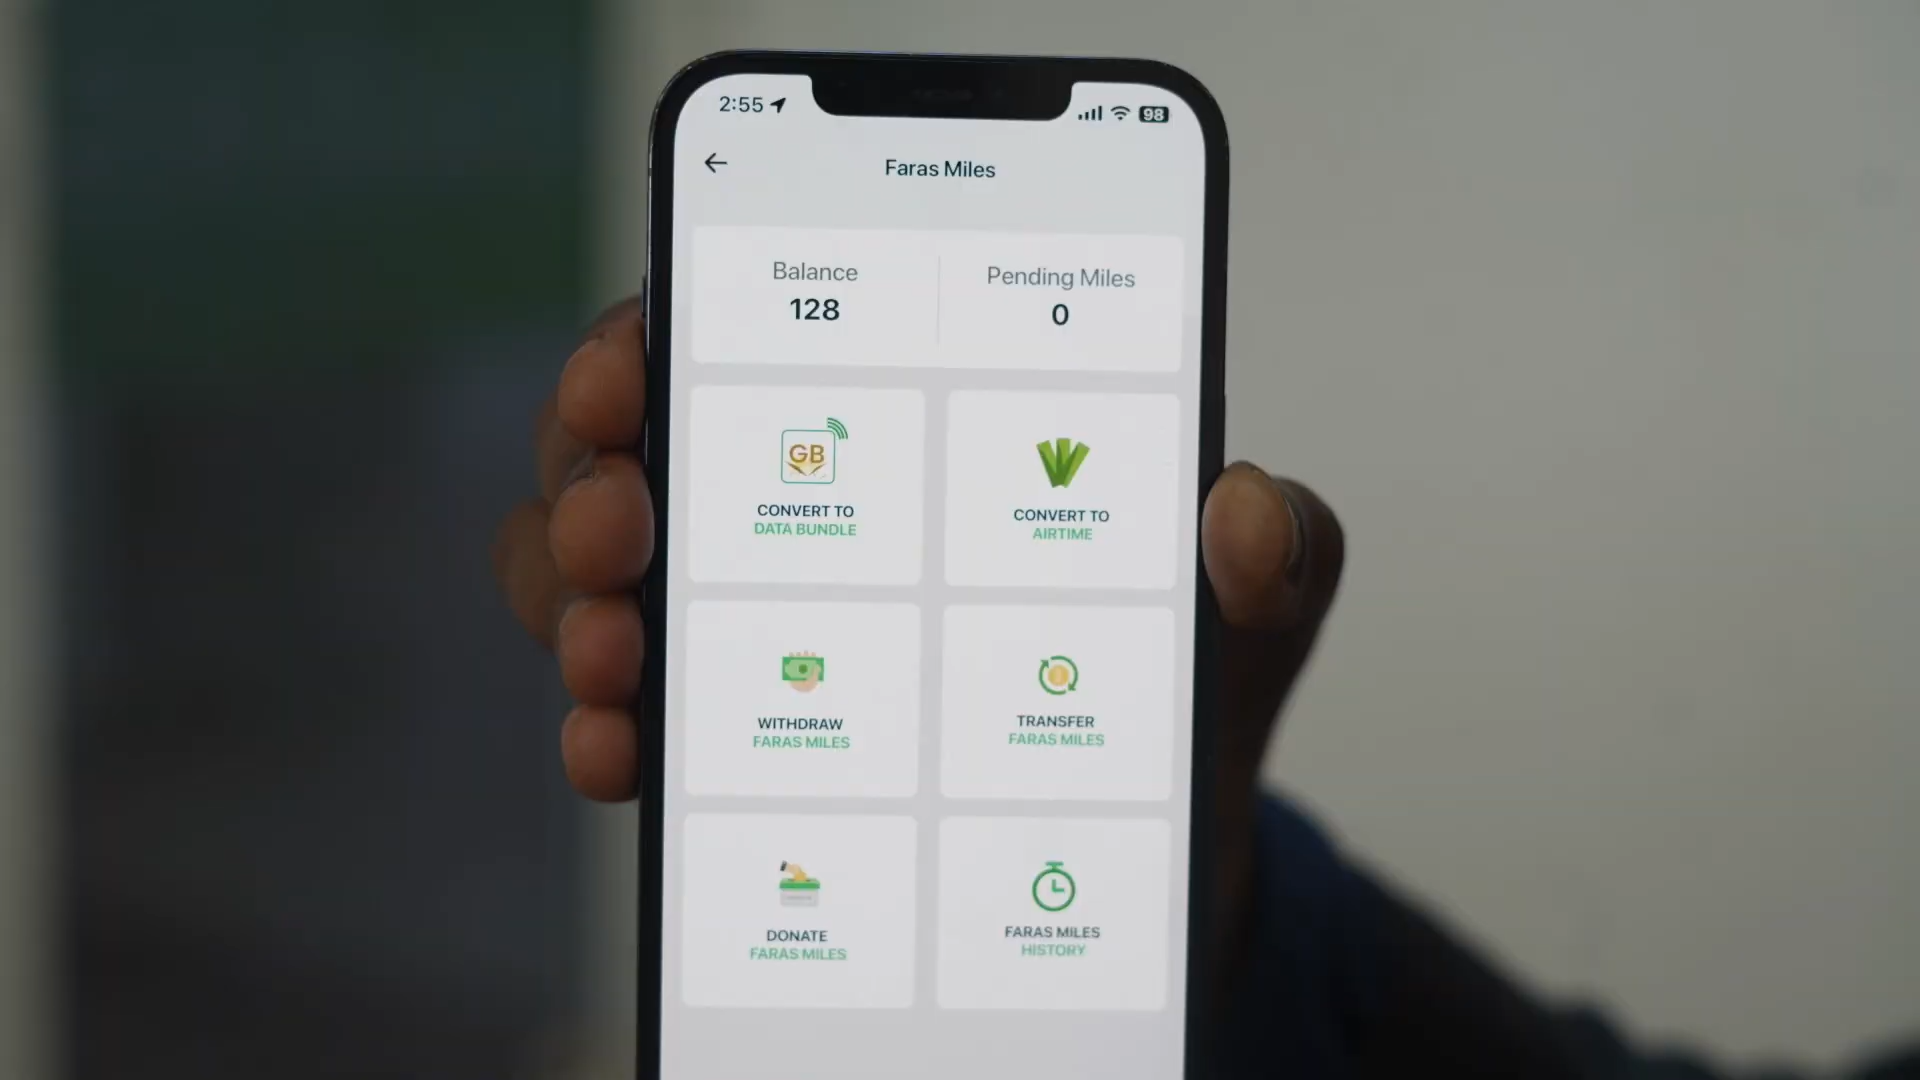 2:55
98
Faras Miles
Balance
128
Pending Miles
0
GB
CONVERT TO
DATA BUNDLE
CONVERT TO
AIRTIME
WITHDRAW
FARAS MILES
TRANSFER
FARAS MILES
DONATE
FARAS MILES
FARAS MILES
HISTORY